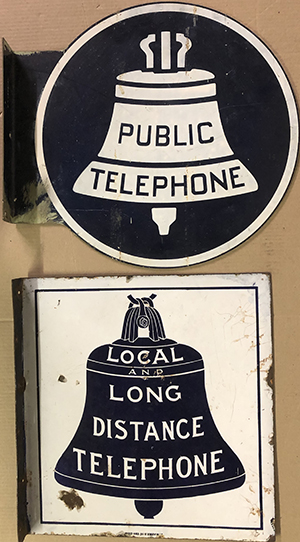 PUBLIC
TELEPHONE
LOCAL
AND
LONG
DISTANCE
TELEPHONE